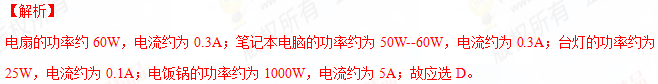 【解析】
电扇的功率约 60W，电流约为 0.3A；笔记本电脑的功率约为 50W--60W，电流约为 0.3A；台灯的功率约为
25W，电流约为 0.1A；电饭锅的功率约为 1000W，电流约为 5A；故应选 D。